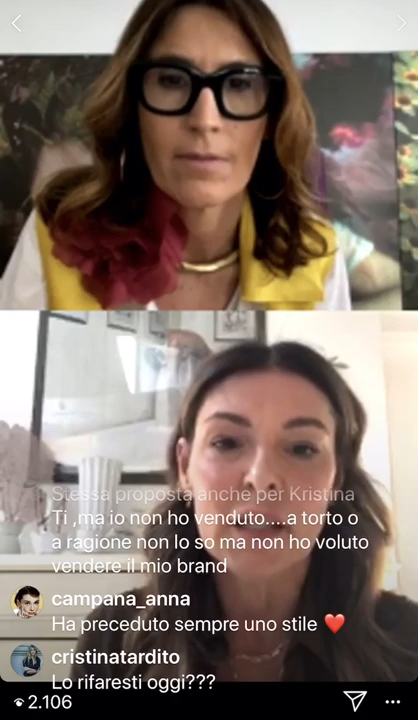 Stessa proposta anche per Kristina
Ti ,ma io non ho venduto....a torto o
a ragione non lo so ma non ho voluto
vendere il mio brand
campana_anna
Ha preceduto sempre uno stile ❤️
cristinatardito
Lo rifaresti oggi???
2.106